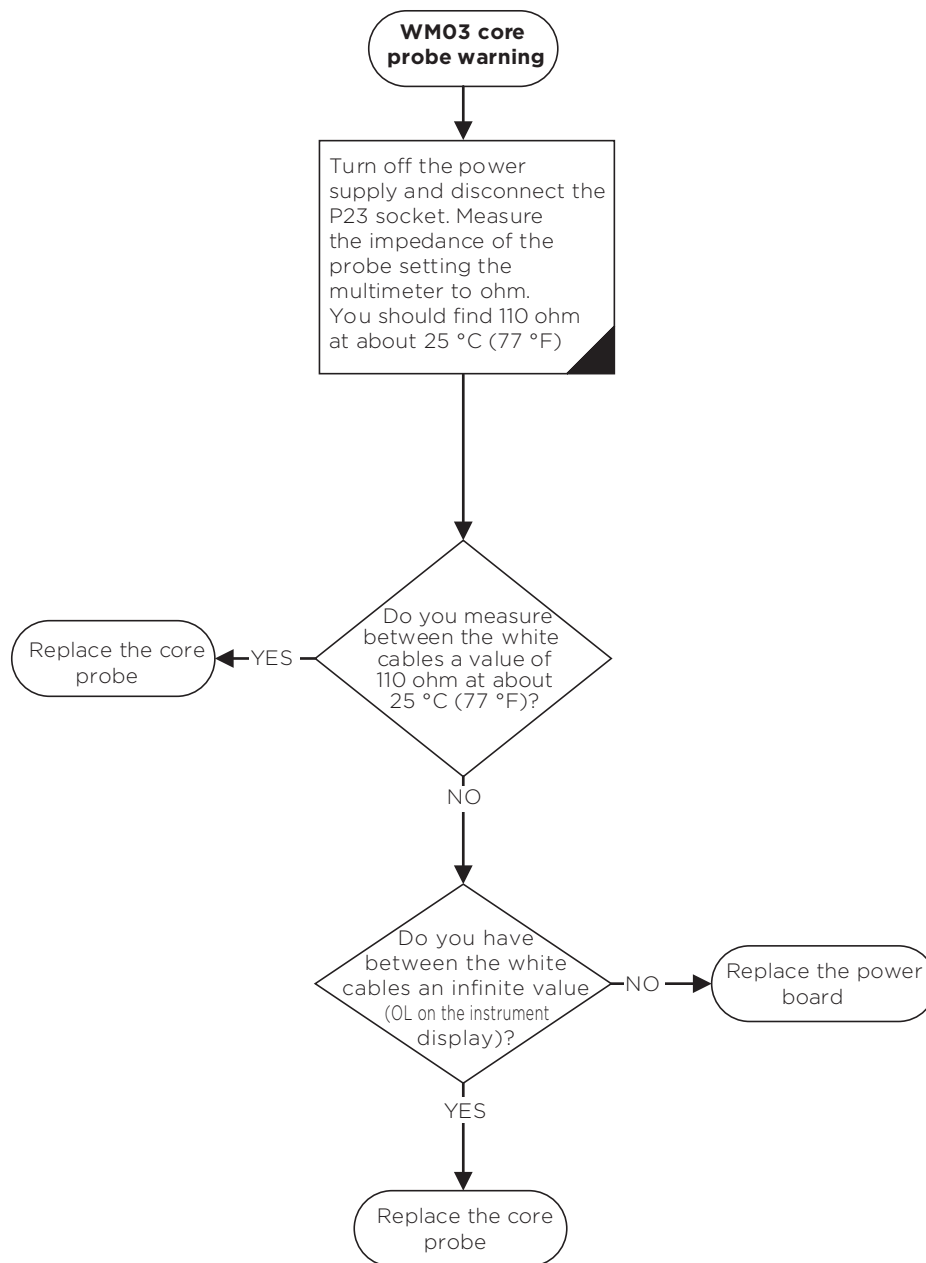 WM03 core
probe warning
Turn off the power
supply and disconnect the
P23 socket. Measure
the impedance of the
probe setting the
multimeter to ohm.
You should find 110 ohm
at about 25 °C (77 °F)
Do you measure
between the white
cables a value of
110 ohm at about
25 °C (77 °F)?
YES
Replace the core
probe
NO
Do you have
between the white
cables an infinite value
(OL on the instrument
display)?
NO
Replace the power
board
YES
Replace the core
probe